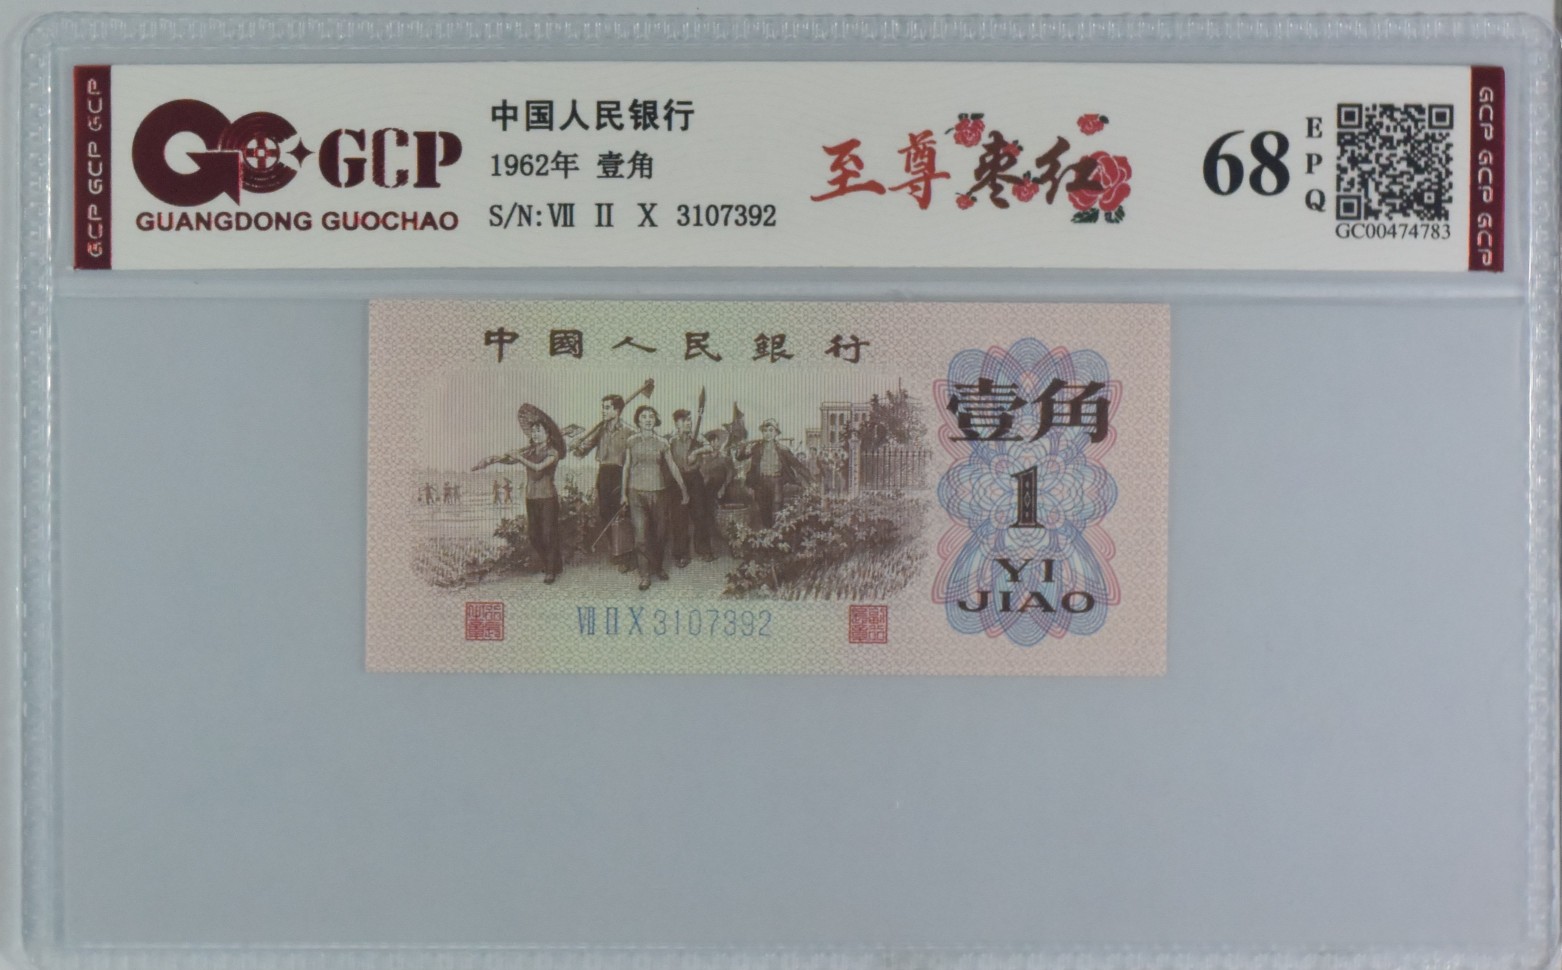 GCP GCP GCP
GCP
GUANGDONG GUOCHAO
中国人民银行
1962年 壹角
S/N: Ⅶ Ⅱ Ⅹ 3107392
至尊枣红
68
EPQ
GC00474783
GCP GCP GCP
中國人民銀行
壹角
1
YI
JIAO
Ⅶ Ⅱ Ⅹ 3107392